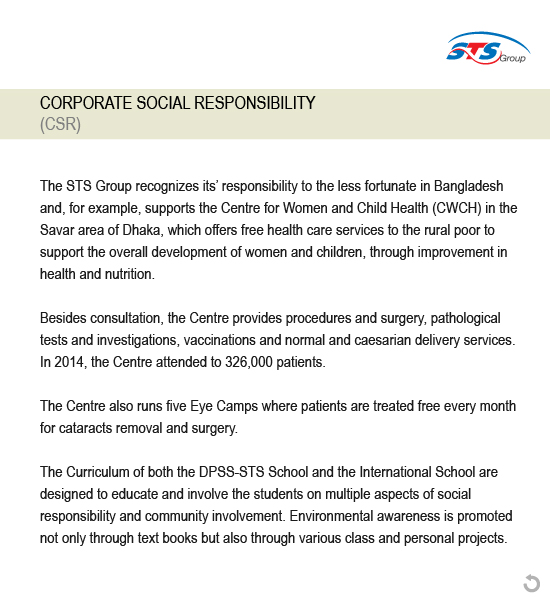 STS Group
CORPORATE SOCIAL RESPONSIBILITY
(CSR)
The STS Group recognizes its’ responsibility to the less fortunate in Bangladesh
and, for example, supports the Centre for Women and Child Health (CWCH) in the
Savar area of Dhaka, which offers free health care services to the rural poor to
support the overall development of women and children, through improvement in
health and nutrition.
Besides consultation, the Centre provides procedures and surgery, pathological
tests and investigations, vaccinations and normal and caesarian delivery services.
In 2014, the Centre attended to 326,000 patients.
The Centre also runs five Eye Camps where patients are treated free every month
for cataracts removal and surgery.
The Curriculum of both the DPSS-STS School and the International School are
designed to educate and involve the students on multiple aspects of social
responsibility and community involvement. Environmental awareness is promoted
not only through text books but also through various class and personal projects.